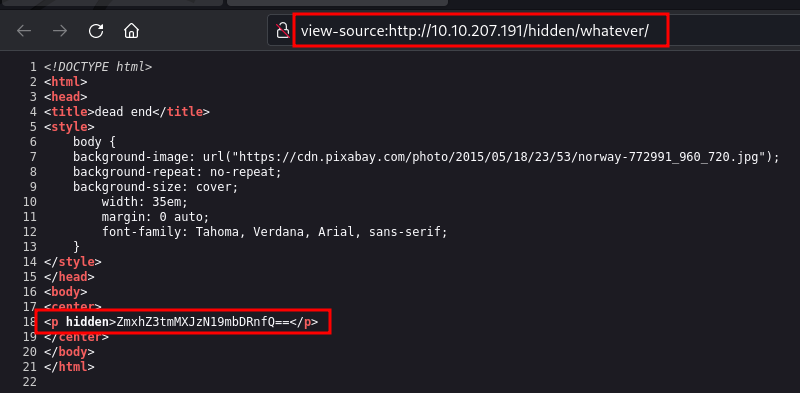 view-source:http://10.10.207.191/hidden/whatever/
1 <!DOCTYPE html>
2 <html>
3 <head>
4 <title>dead end</title>
5 <style>
6 body {
7 background-image: url("https://cdn.pixabay.com/photo/2015/05/18/23/53/norway-772991_960_720.jpg");
8 background-repeat: no-repeat;
9 background-size: cover;
10 width: 35em;
11 margin: 0 auto;
12 font-family: Tahoma, Verdana, Arial, sans-serif;
13 }
14 </style>
15 </head>
16 <body>
17 <center>
18 <p hidden>ZmxhZ3tmMXJzN19mbDRnfQ==</p>
19 </center>
20 </body>
21 </html>
22